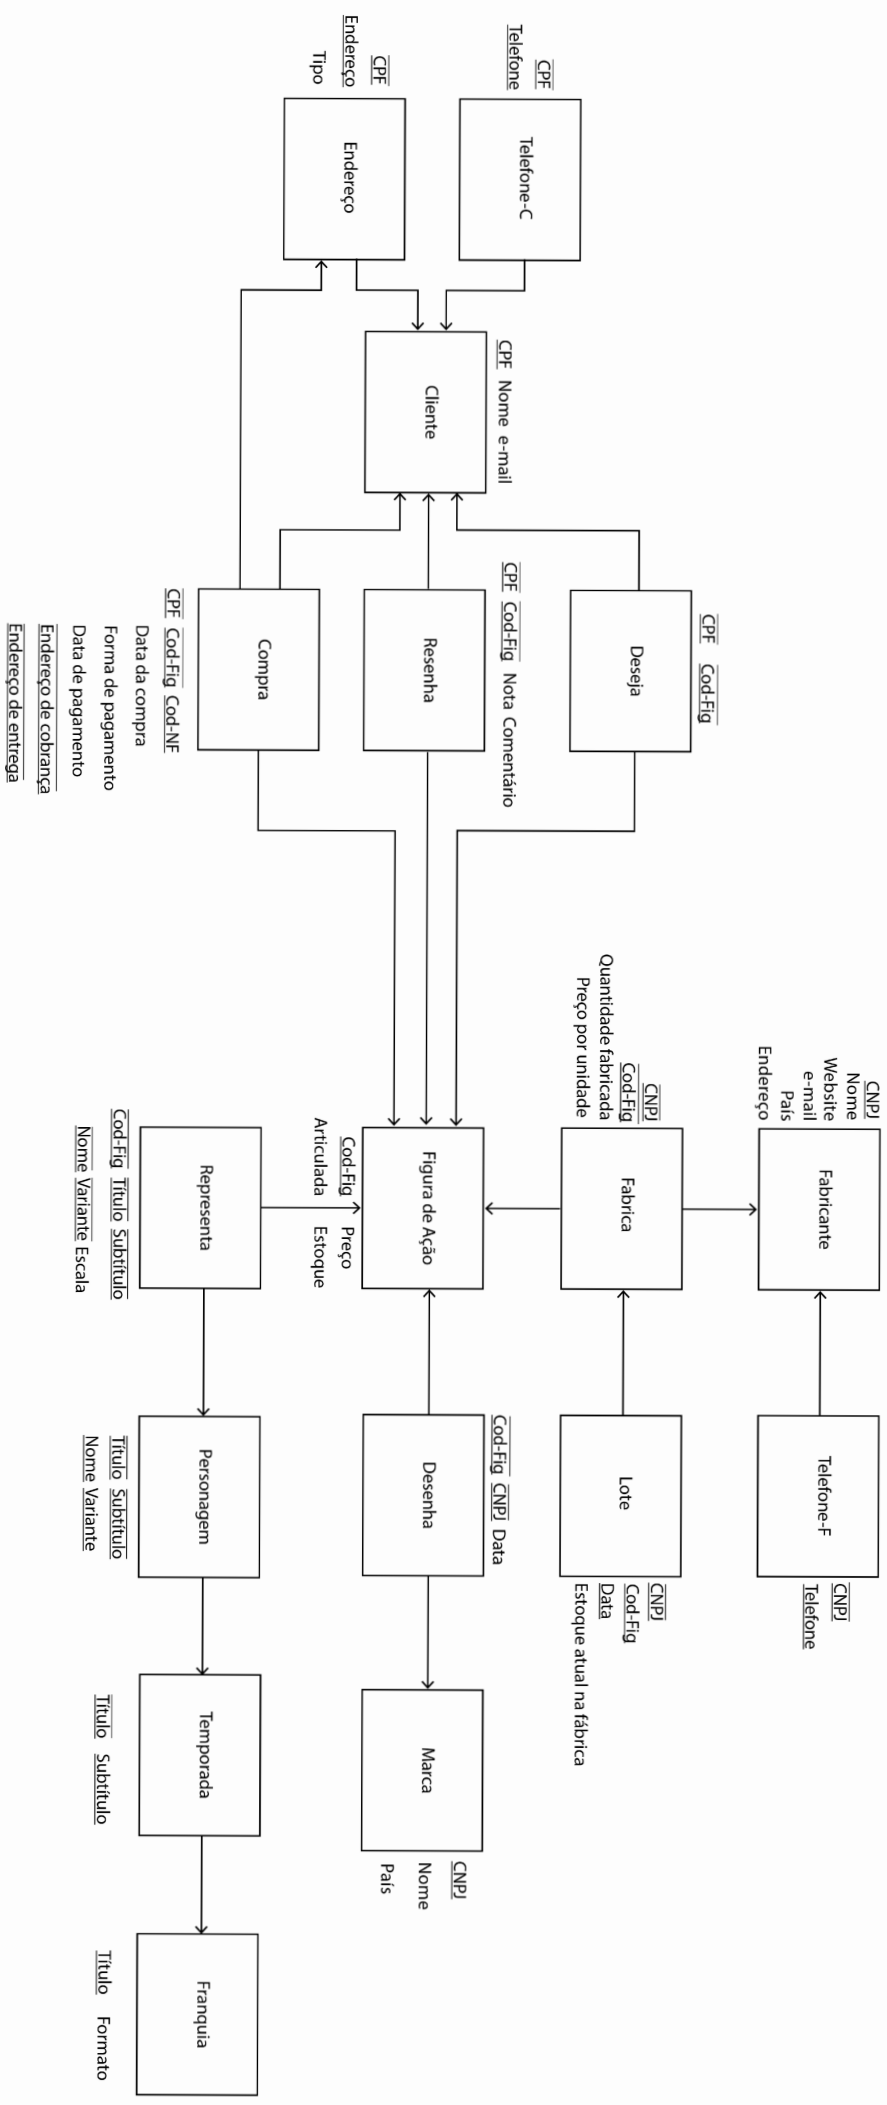 CNPJ
Nome
Website
e-mail
País
Endereço
Fabricante
Telefone-F
CNPJ
Telefone
CPF Cod-Fig
Deseja
CNPJ
Cod-Fig
Quantidade fabricada
Preço por unidade
Fabrica
Lote
CNPJ
Cod-Fig
Data
Estoque atual na fábrica
CPF
Telefone
Telefone-C
CPF Nome e-mail
Cliente
CPF Cod-Fig Nota Comentário
Resenha
Figura de Ação
Cod-Fig Preço
Articulada Estoque
Cod-Fig CNPJ Data
Desenha
Marca
CNPJ
Nome
País
CPF
Endereço
Tipo
Endereço
Compra
CPF Cod-Fig Cod-NF
Data da compra
Forma de pagamento
Data de pagamento
Endereço de cobrança
Endereço de entrega
Representa
Cod-Fig Título Subtítulo
Nome Variante Escala
Personagem
Título Subtítulo
Nome Variante
Temporada
Título Subtítulo
Franquia
Título Formato